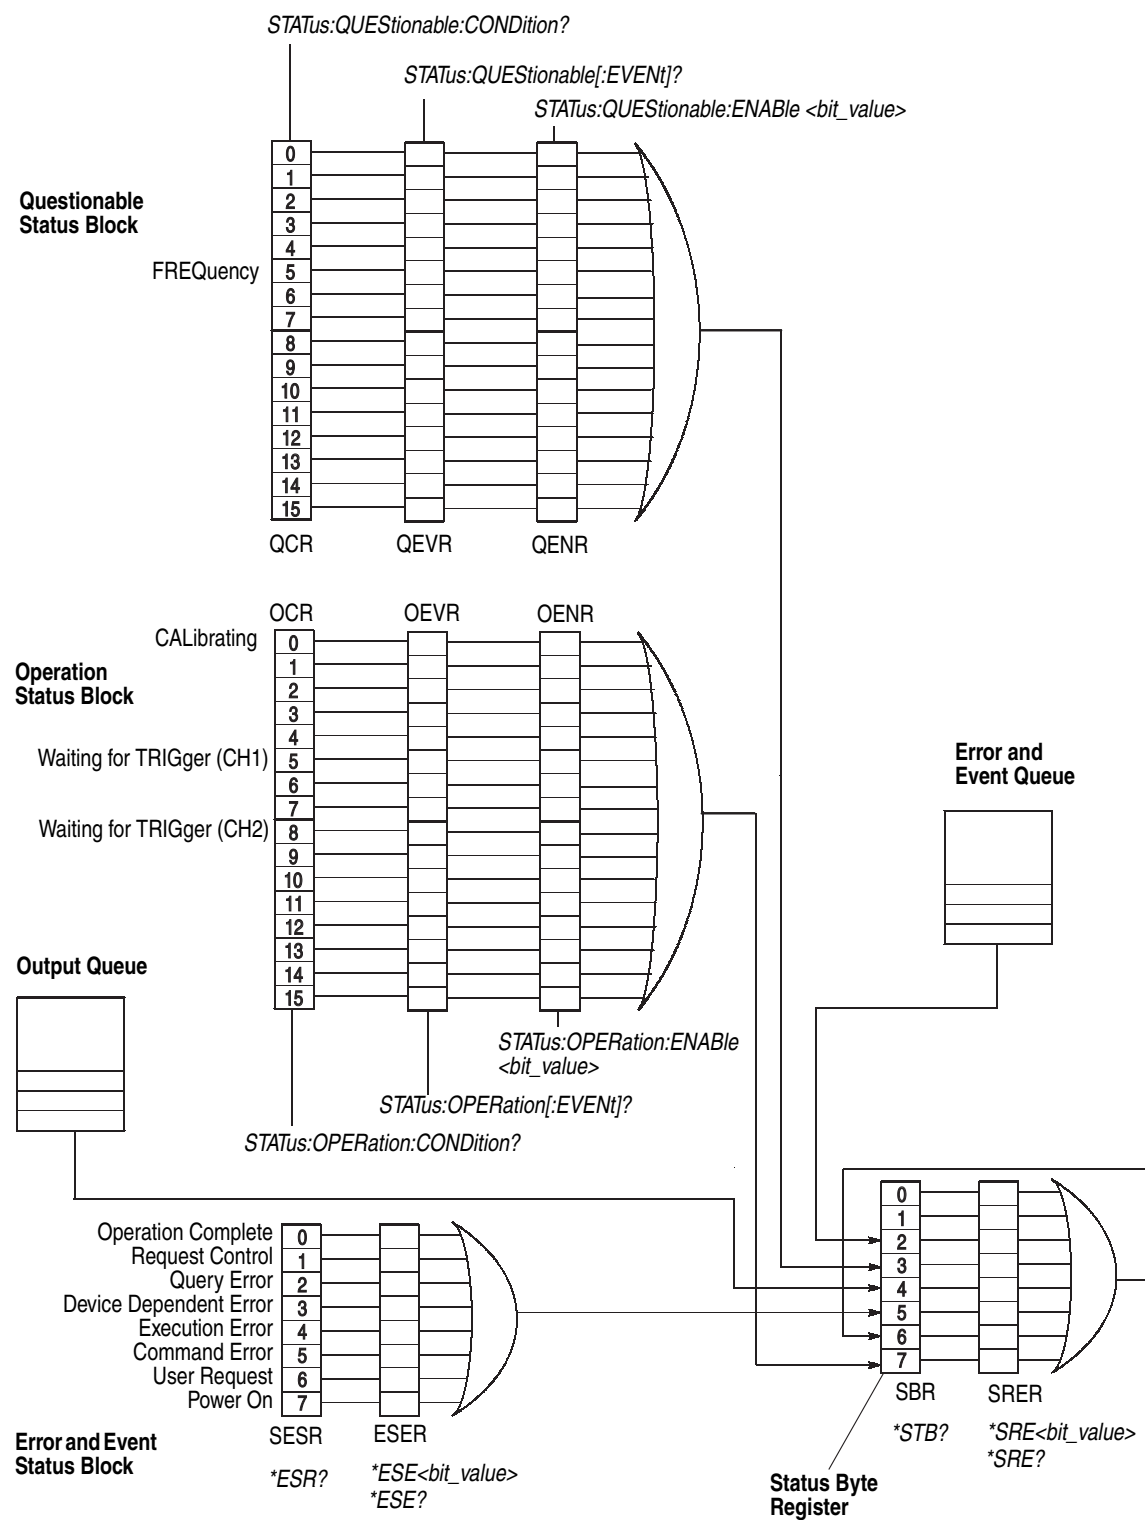 STATus:QUEStionable:CONDition?
STATus:QUEStionable[:EVENt]?
STATus:QUEStionable:ENABle <bit_value>
Questionable
Status Block
FREQuency
0
1
2
3
4
5
6
7
8
9
10
11
12
13
14
15
QCR
QEVR
QENR
OCR
OEVR
OENR
CALibrating
Operation
Status Block
Waiting for TRIGger (CH1)
Waiting for TRIGger (CH2)
0
1
2
3
4
5
6
7
8
9
10
11
12
13
14
15
Error and
Event Queue
Output Queue
STATus:OPERation:ENABle
<bit_value>
STATus:OPERation[:EVENt]?
STATus:OPERation:CONDition?
Operation Complete 0
Request Control 1
Query Error 2
Device Dependent Error 3
Execution Error 4
Command Error 5
User Request 6
Power On 7
SESR
ESER
Error and Event
Status Block
*ESR?
*ESE<bit_value>
*ESE?
0
1
2
3
4
5
6
7
SBR
SRER
*STB?
*SRE<bit_value>
*SRE?
Status Byte
Register